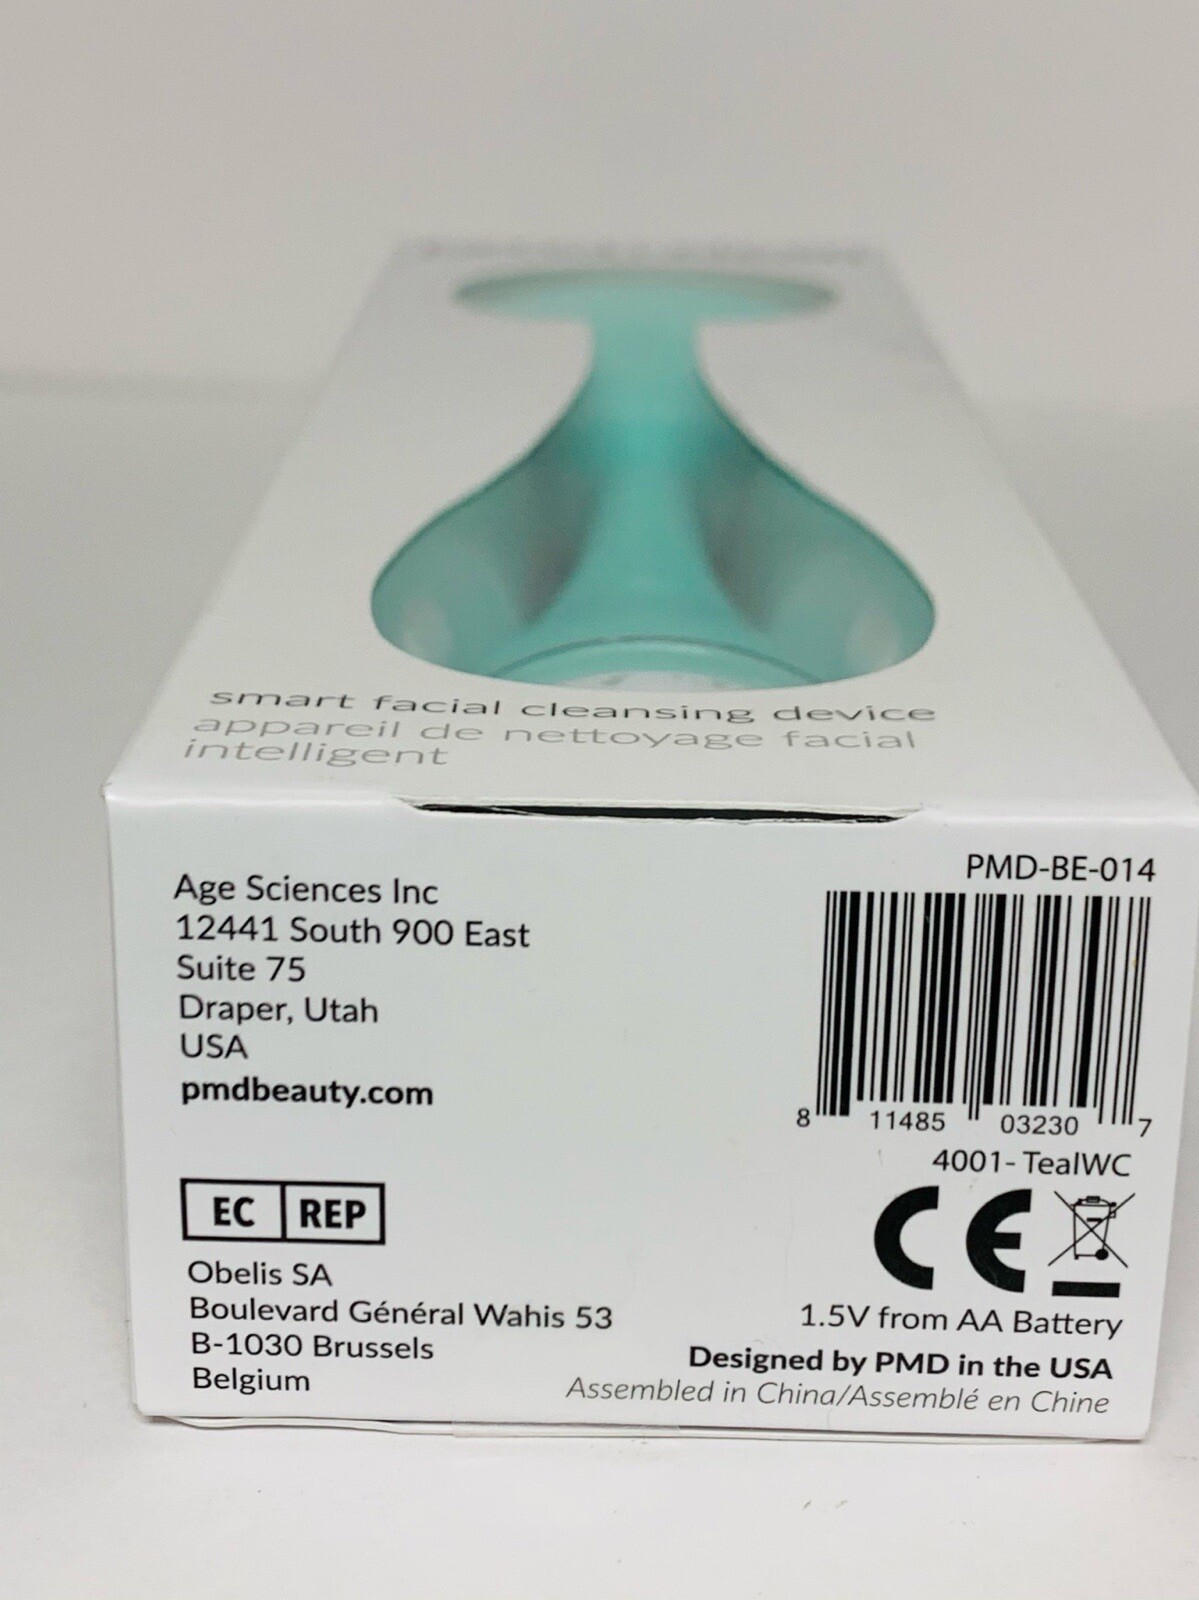 smart facial cleansing device
appareil de nettoyage facial
intelligent
Age Sciences Inc
12441 South 900 East
Suite 75
Draper, Utah
USA
pmdbeauty.com
EC REP
Obelis SA
Boulevard Général Wahis 53
B-1030 Brussels
Belgium
PMD-BE-014
8 11485 03230 7
4001- TealWC
CE
1.5V from AA Battery
Designed by PMD in the USA
Assembled in China/Assemblé en Chine